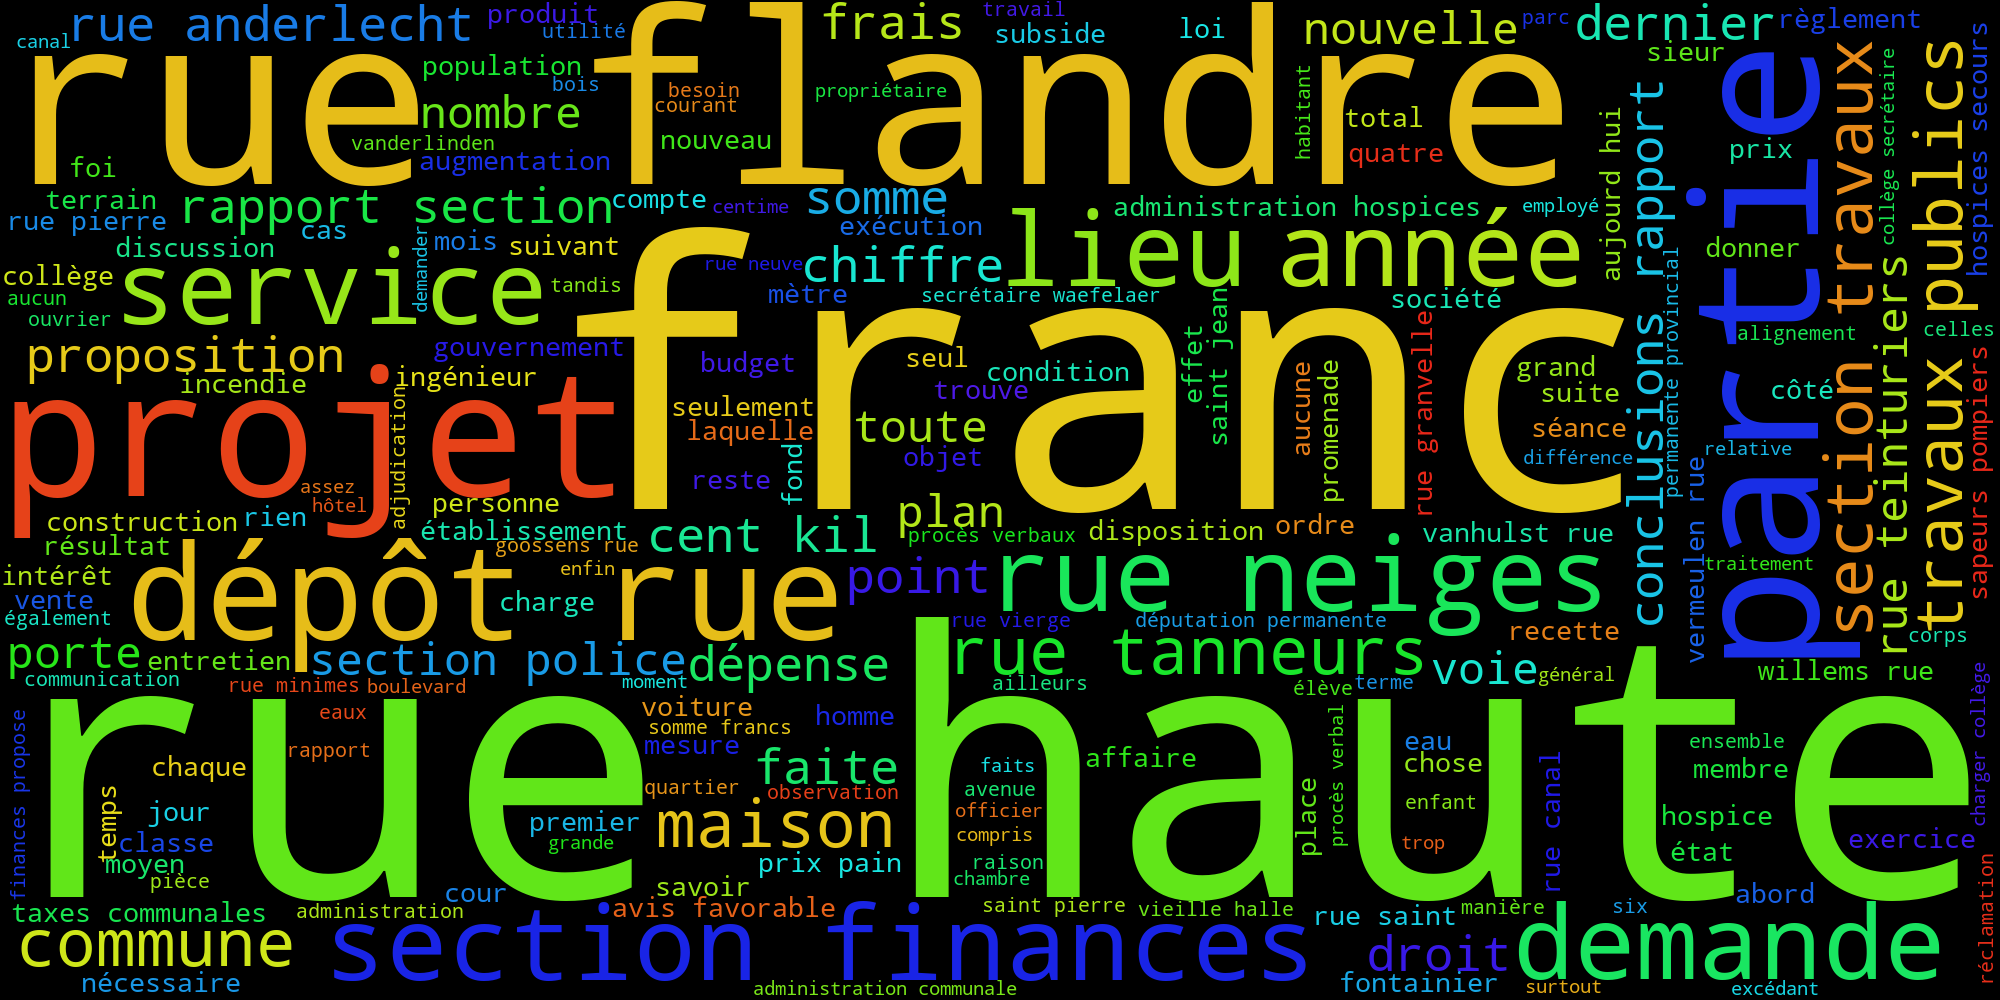 canal
rue anderlecht
produit
utilité
frais
travail
subside
loi
nouvelle
parc
dernier
règlement
sieur
rue flandre
population
bois
besoin
courant
propriétaire
nombre
vanderlinden
nouveau
augmentation
foi
habitant
total
quatre
aujourd hui
prix
collège secrétaire
hospices secours
terrain
rapport section
compte
centime
somme
administration hospices
employé
rue pierre
cas
discussion
demander
mois
suivant
exécution
lieu
année
conclusions rapport
partie
section travaux
travaux publics
donner
collège
service
tandis
rue neuve
chiffre
aucun
ouvrier
mètre
secrétaire waefelaer
société
permanente provincial
franc
proposition
gouvernement
budget
seul
effet
saint jean
alignement
celles
incendie
ingénieur
condition
trouve
grand
suite
côté
projet
adjudication
seulement
laquelle
toute
aucune
promenade
rue granvelle
séance
rue teinturiers
sapeurs pompiers
objet
différence
relative
reste
fond
assez
hôtel
personne
plan
construction
rien
établissement
cent kil
procès verbaux
disposition
ordre
vanhulst rue
résultat
goossens rue
vermeulen rue
intérêt
enfin
traitement
dépôt rue
point
rue neiges
vente
charge
également
rue vierge
députation permanente
recette
corps
porte
entretien
section police
dépense
rue tanneurs
voie
général
willems rue
communication
rue minimes
boulevard
moment
ailleurs
élève
terme
charger collège
rue haute
eaux
voiture
somme francs
homme
finances propose
rapport
mesure
affaire
procès verbal
eau
ensemble
chaque
faite
faits
chose
rue canal
membre
temps
quartier
observation
avenue
place
enfant
jour
officier
hospice
premier
maison
compris
classe
grande
trop
exercice
moyen
prix pain
raison
état
pièce
chambre
réclamation
cour
savoir
abord
taxes communales
administration
avis favorable
saint pierre
vieille halle
rue saint
manière
six
commune
section finances
droit
demande
nécessaire
administration communale
fontainier
surtout
excédant